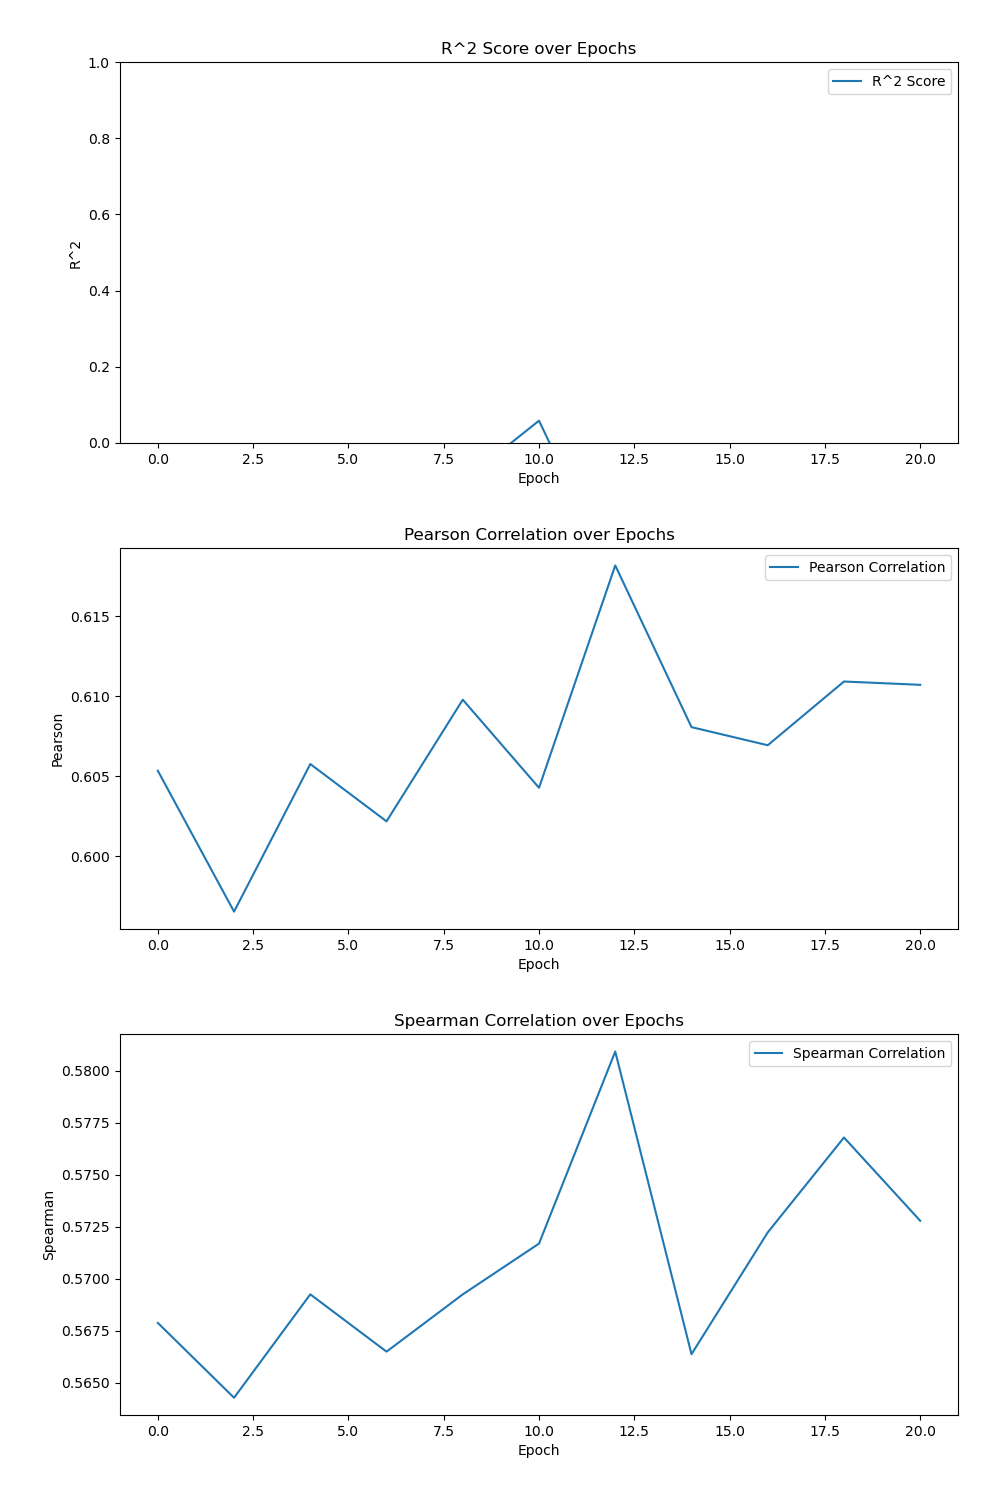 R^2 Score over Epochs
1.0
R^2 Score
0.8
0.6
R^2
0.4
0.2
0.0
0.0 2.5 5.0 7.5 10.0 12.5 15.0 17.5 20.0
Epoch
Pearson Correlation over Epochs
Pearson Correlation
0.615
0.610
Pearson
0.605
0.600
0.0 2.5 5.0 7.5 10.0 12.5 15.0 17.5 20.0
Epoch
Spearman Correlation over Epochs
Spearman Correlation
0.5800
0.5775
0.5750
Spearman
0.5725
0.5700
0.5675
0.5650
0.0 2.5 5.0 7.5 10.0 12.5 15.0 17.5 20.0
Epoch